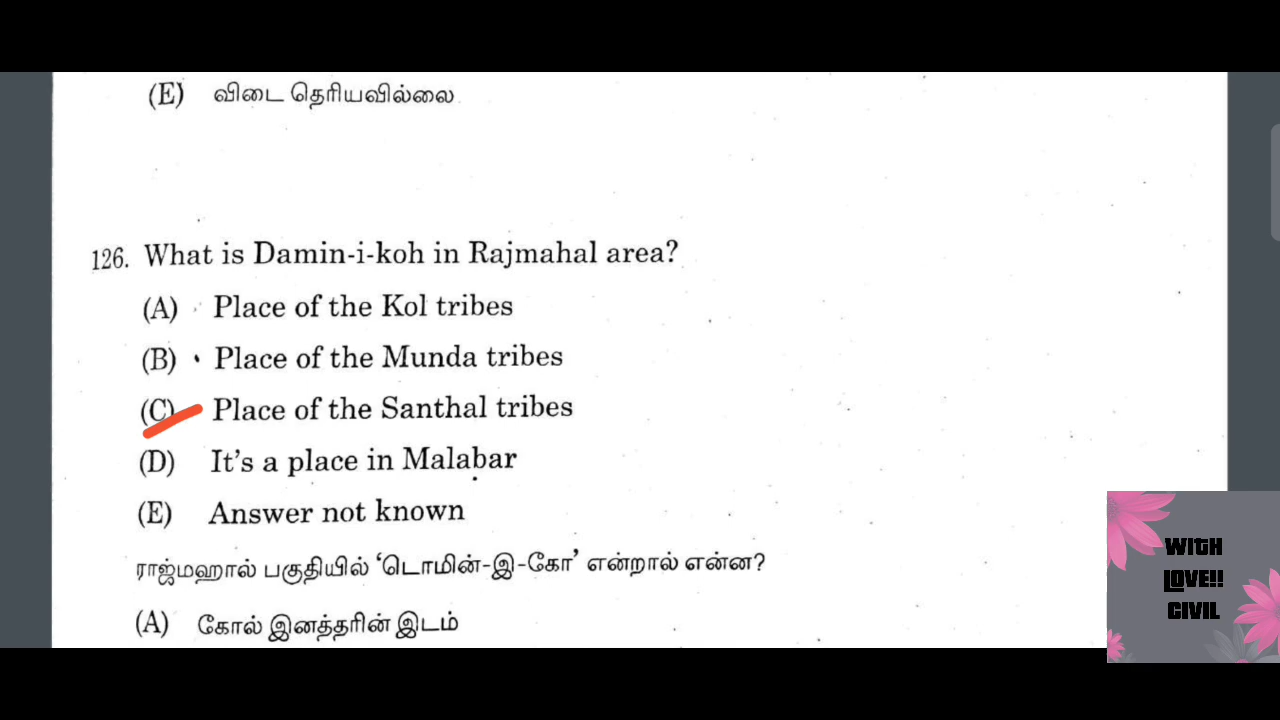 (E) விடை தெரியவில்லை
126. What is Damin-i-koh in Rajmahal area?
(A) Place of the Kol tribes
(B) Place of the Munda tribes
(C) Place of the Santhal tribes
(D) It's a place in Malabar
(E) Answer not known
ராஜ்மஹால் பகுதியில் ‘டொமின்-இ-கோ’ என்றால் என்ன?
(A) கோல் இனத்தரின் இடம்
WITH
LOVE!!
CIVIL